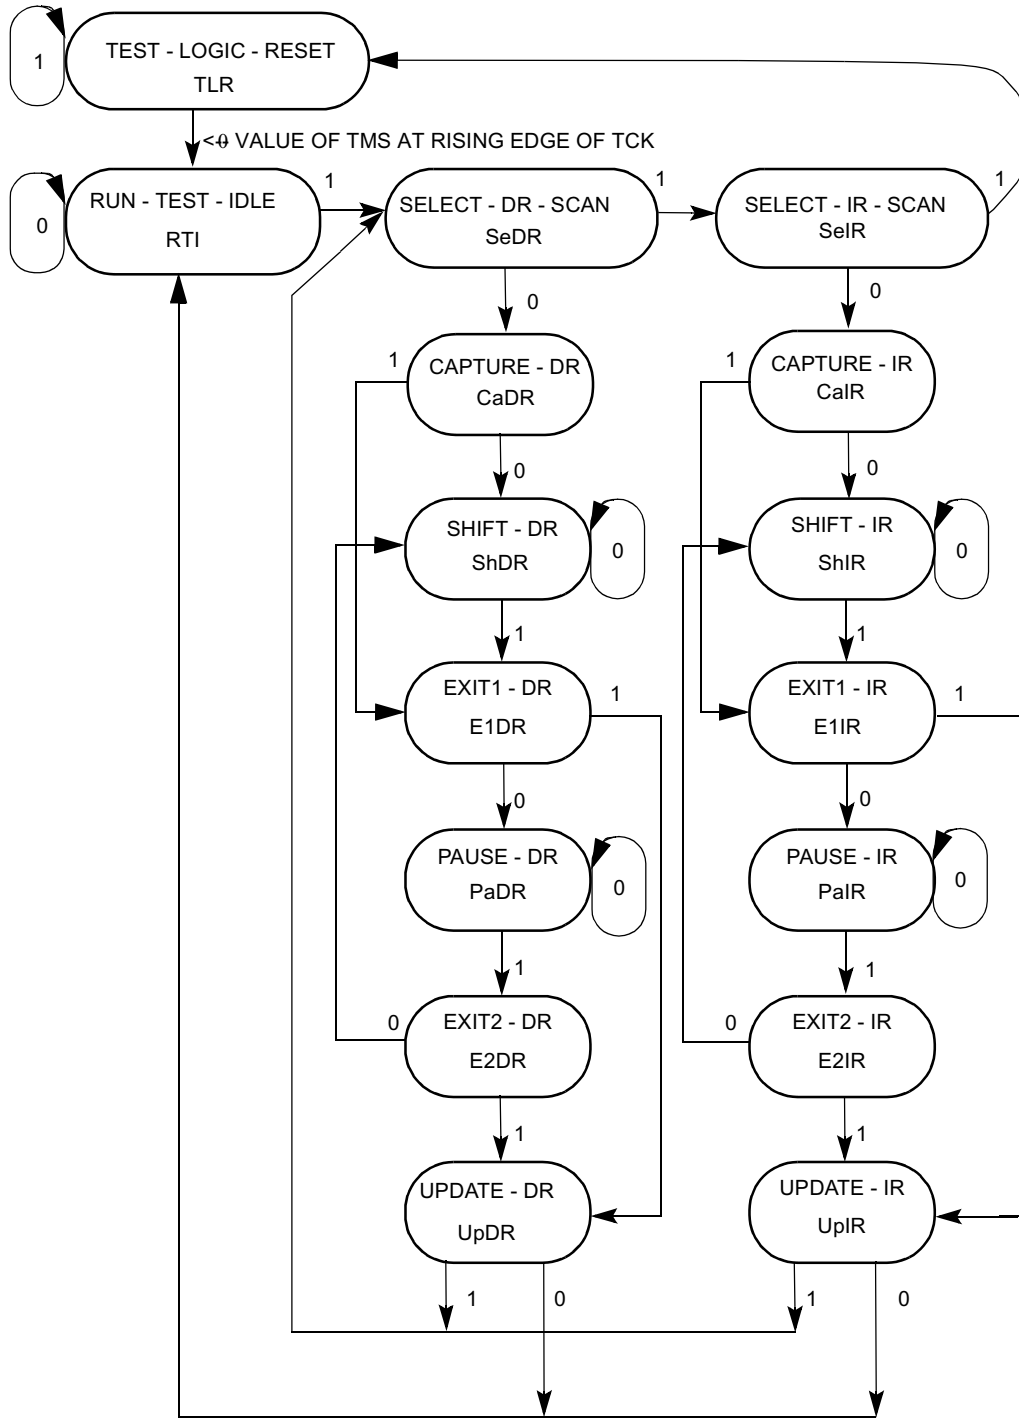 TEST - LOGIC - RESET
TLR
1
<0 VALUE OF TMS AT RISING EDGE OF TCK
RUN - TEST - IDLE
RTI
0
1
SELECT - DR - SCAN
SeDR
1
SELECT - IR - SCAN
SeIR
1
0
0
1
CAPTURE - DR
CaDR
1
CAPTURE - IR
CaIR
0
0
SHIFT - DR
ShDR
0
SHIFT - IR
ShIR
0
1
1
EXIT1 - DR
E1DR
1
EXIT1 - IR
E1IR
1
0
0
PAUSE - DR
PaDR
0
PAUSE - IR
PaIR
0
1
1
0
EXIT2 - DR
E2DR
0
EXIT2 - IR
E2IR
1
1
UPDATE - DR
UpDR
UPDATE - IR
UpIR
1
0
1
0